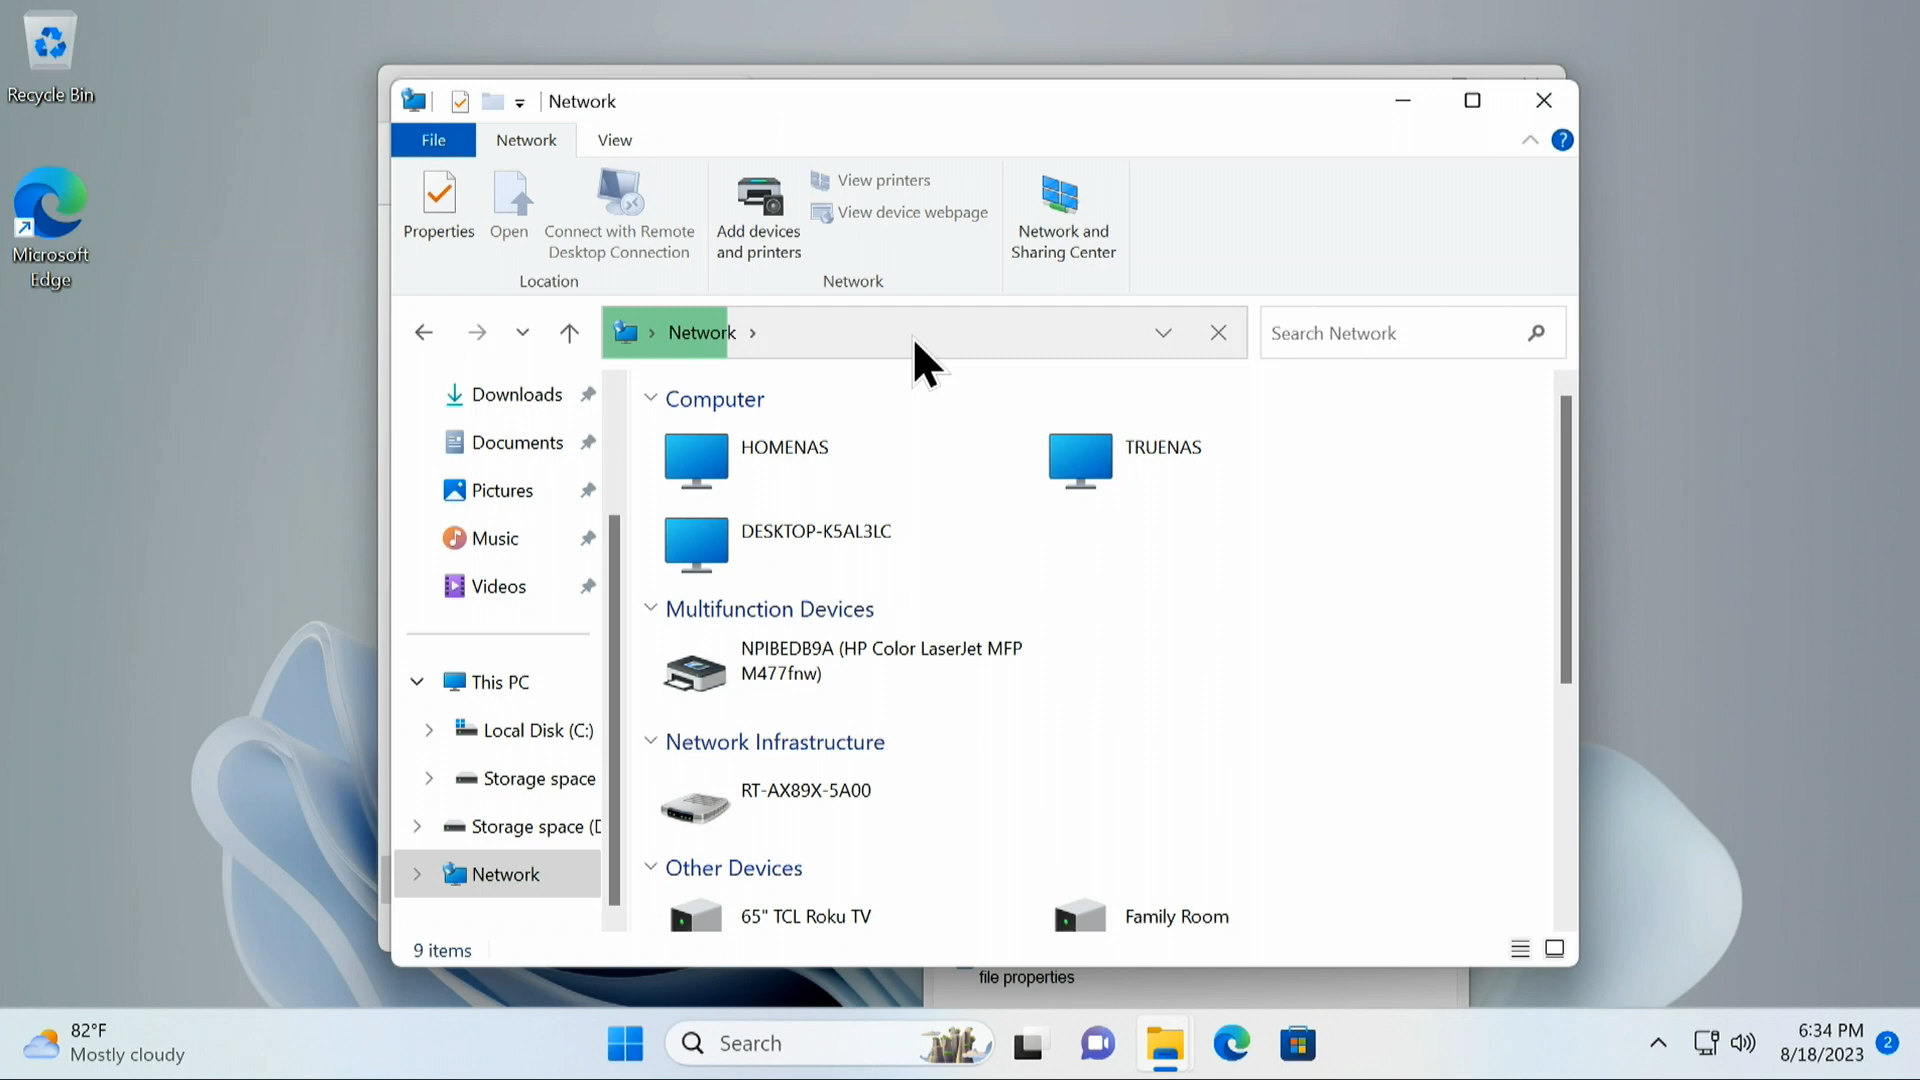 Recycle Bin
Microsoft
Edge
Network
File
Network
View
?
Properties
Open
Connect with Remote
Desktop Connection
Location
Add devices
and printers
View printers
View device webpage
Network
Network and
Sharing Center
Network
Search Network
Downloads
Documents
Pictures
Music
Videos
This PC
Local Disk (C:)
Storage space
Storage space (D
Network
Computer
HOMENAS
TRUENAS
DESKTOP-K5AL3LC
Multifunction Devices
NPIBEDB9A (HP Color LaserJet MFP
M477fnw)
Network Infrastructure
RT-AX89X-5A00
Other Devices
65" TCL Roku TV
Family Room
9 items
file properties
82°F
Mostly cloudy
Search
6:34 PM
8/18/2023
2